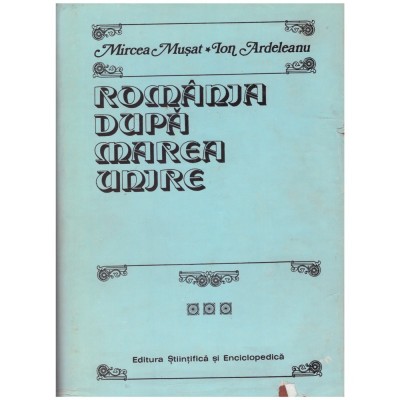 Mircea Mușat * Ion Ardeleanu
ROMÂNIA
DUPĂ
MAREA
UNIRE
Editura Științifică și Enciclopedică